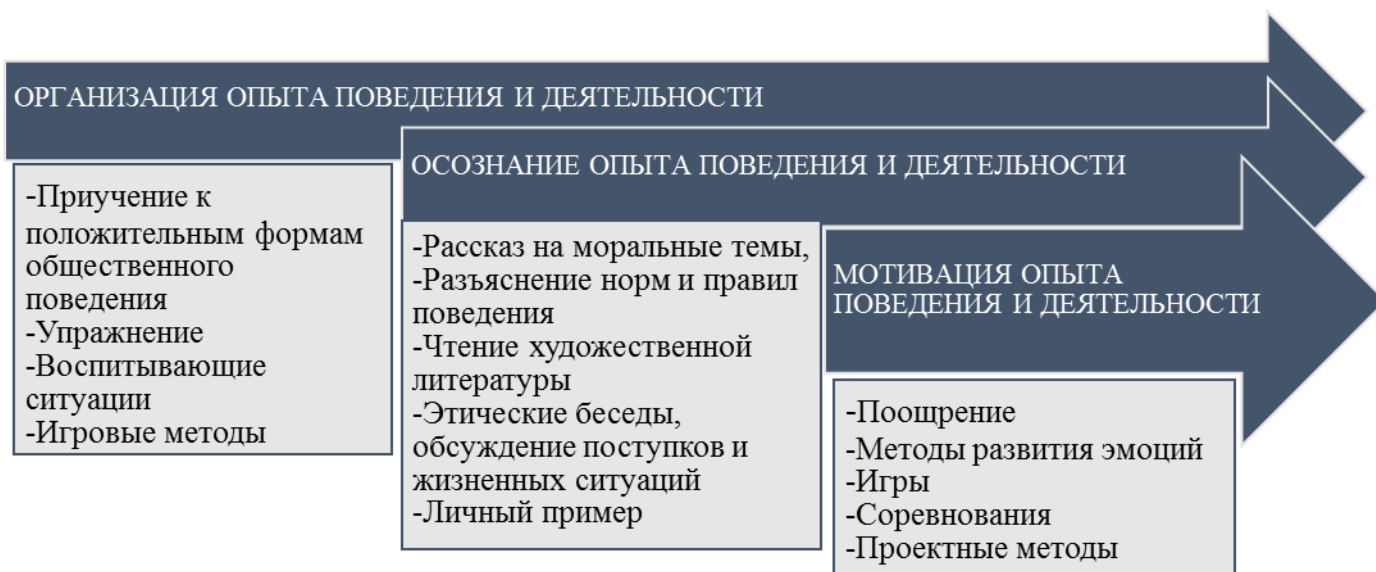 ОРГАНИЗАЦИЯ ОПЫТА ПОВЕДЕНИЯ И ДЕЯТЕЛЬНОСТИ
-Приучение к
положительным формам
общественного
поведения
-Упражнение
-Воспитывающие
ситуации
-Игровые методы
ОСОЗНАНИЕ ОПЫТА ПОВЕДЕНИЯ И ДЕЯТЕЛЬНОСТИ
-Рассказ на моральные темы,
-Разъяснение норм и правил
поведения
-Чтение художественной
литературы
-Этические беседы,
обсуждение поступков и
жизненных ситуаций
-Личный пример
МОТИВАЦИЯ ОПЫТА
ПОВЕДЕНИЯ И ДЕЯТЕЛЬНОСТИ
-Поощрение
-Методы развития эмоций
-Игры
-Соревнования
-Проектные методы